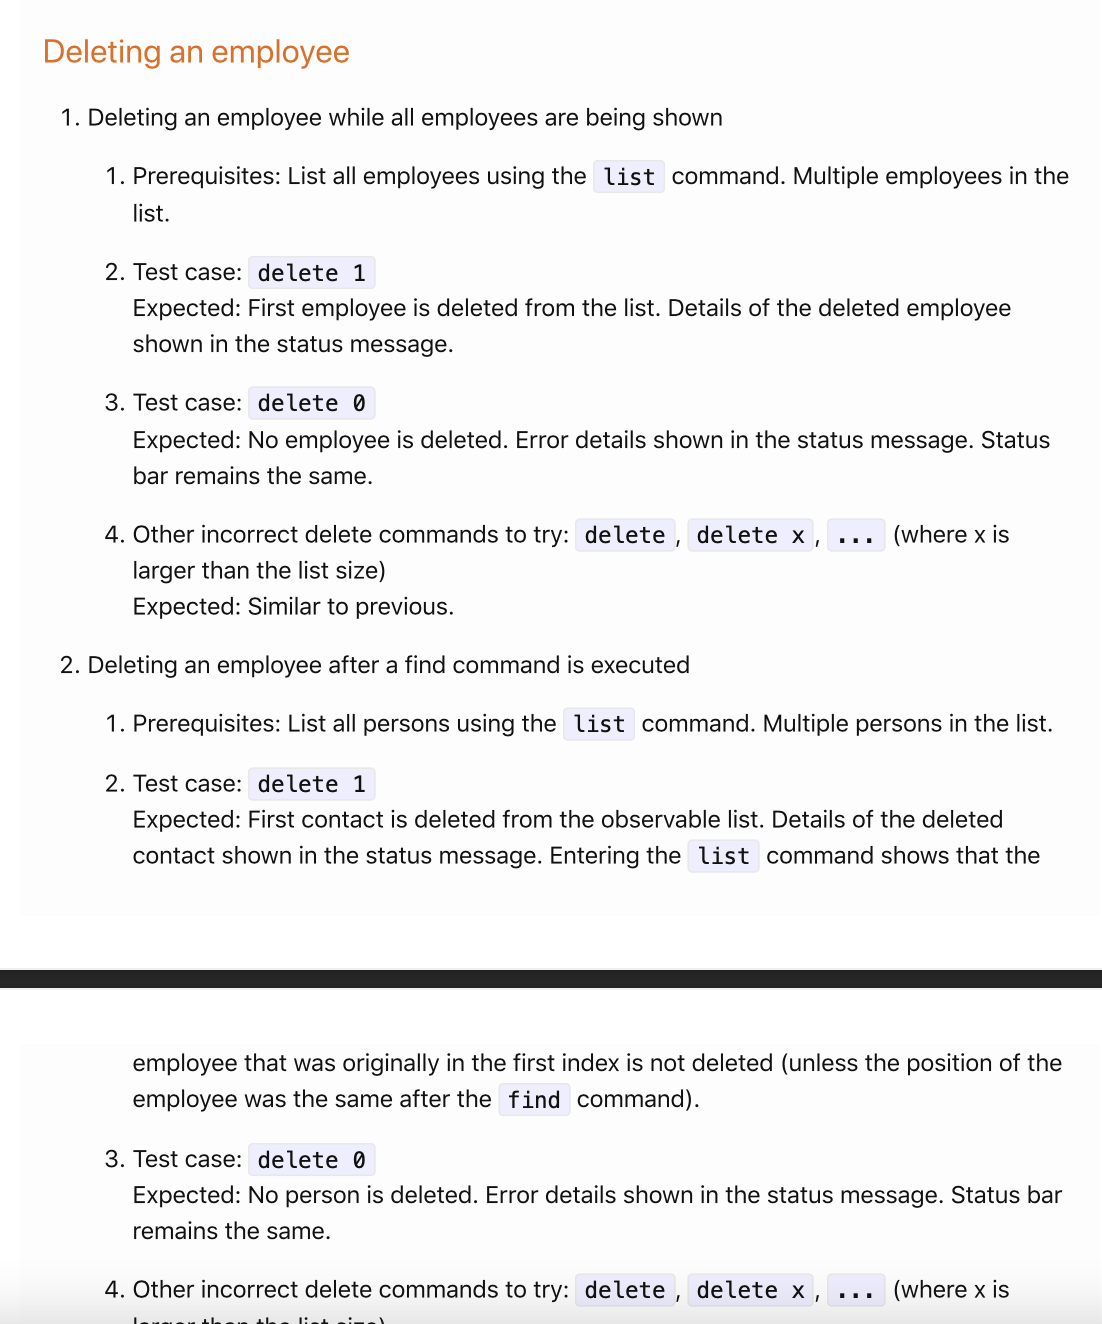 Deleting an employee
1. Deleting an employee while all employees are being shown
1. Prerequisites: List all employees using the list command. Multiple employees in the
list.
2. Test case: delete 1
Expected: First employee is deleted from the list. Details of the deleted employee
shown in the status message.
3. Test case: delete 0
Expected: No employee is deleted. Error details shown in the status message. Status
bar remains the same.
4. Other incorrect delete commands to try: delete, delete x, ... (where x is
larger than the list size)
Expected: Similar to previous.
2. Deleting an employee after a find command is executed
1. Prerequisites: List all persons using the list command. Multiple persons in the list.
2. Test case: delete 1
Expected: First contact is deleted from the observable list. Details of the deleted
contact shown in the status message. Entering the list command shows that the
employee that was originally in the first index is not deleted (unless the position of the
employee was the same after the find command).
3. Test case: delete 0
Expected: No person is deleted. Error details shown in the status message. Status bar
remains the same.
4. Other incorrect delete commands to try: delete, delete x, ... (where x is
larger than the list size)